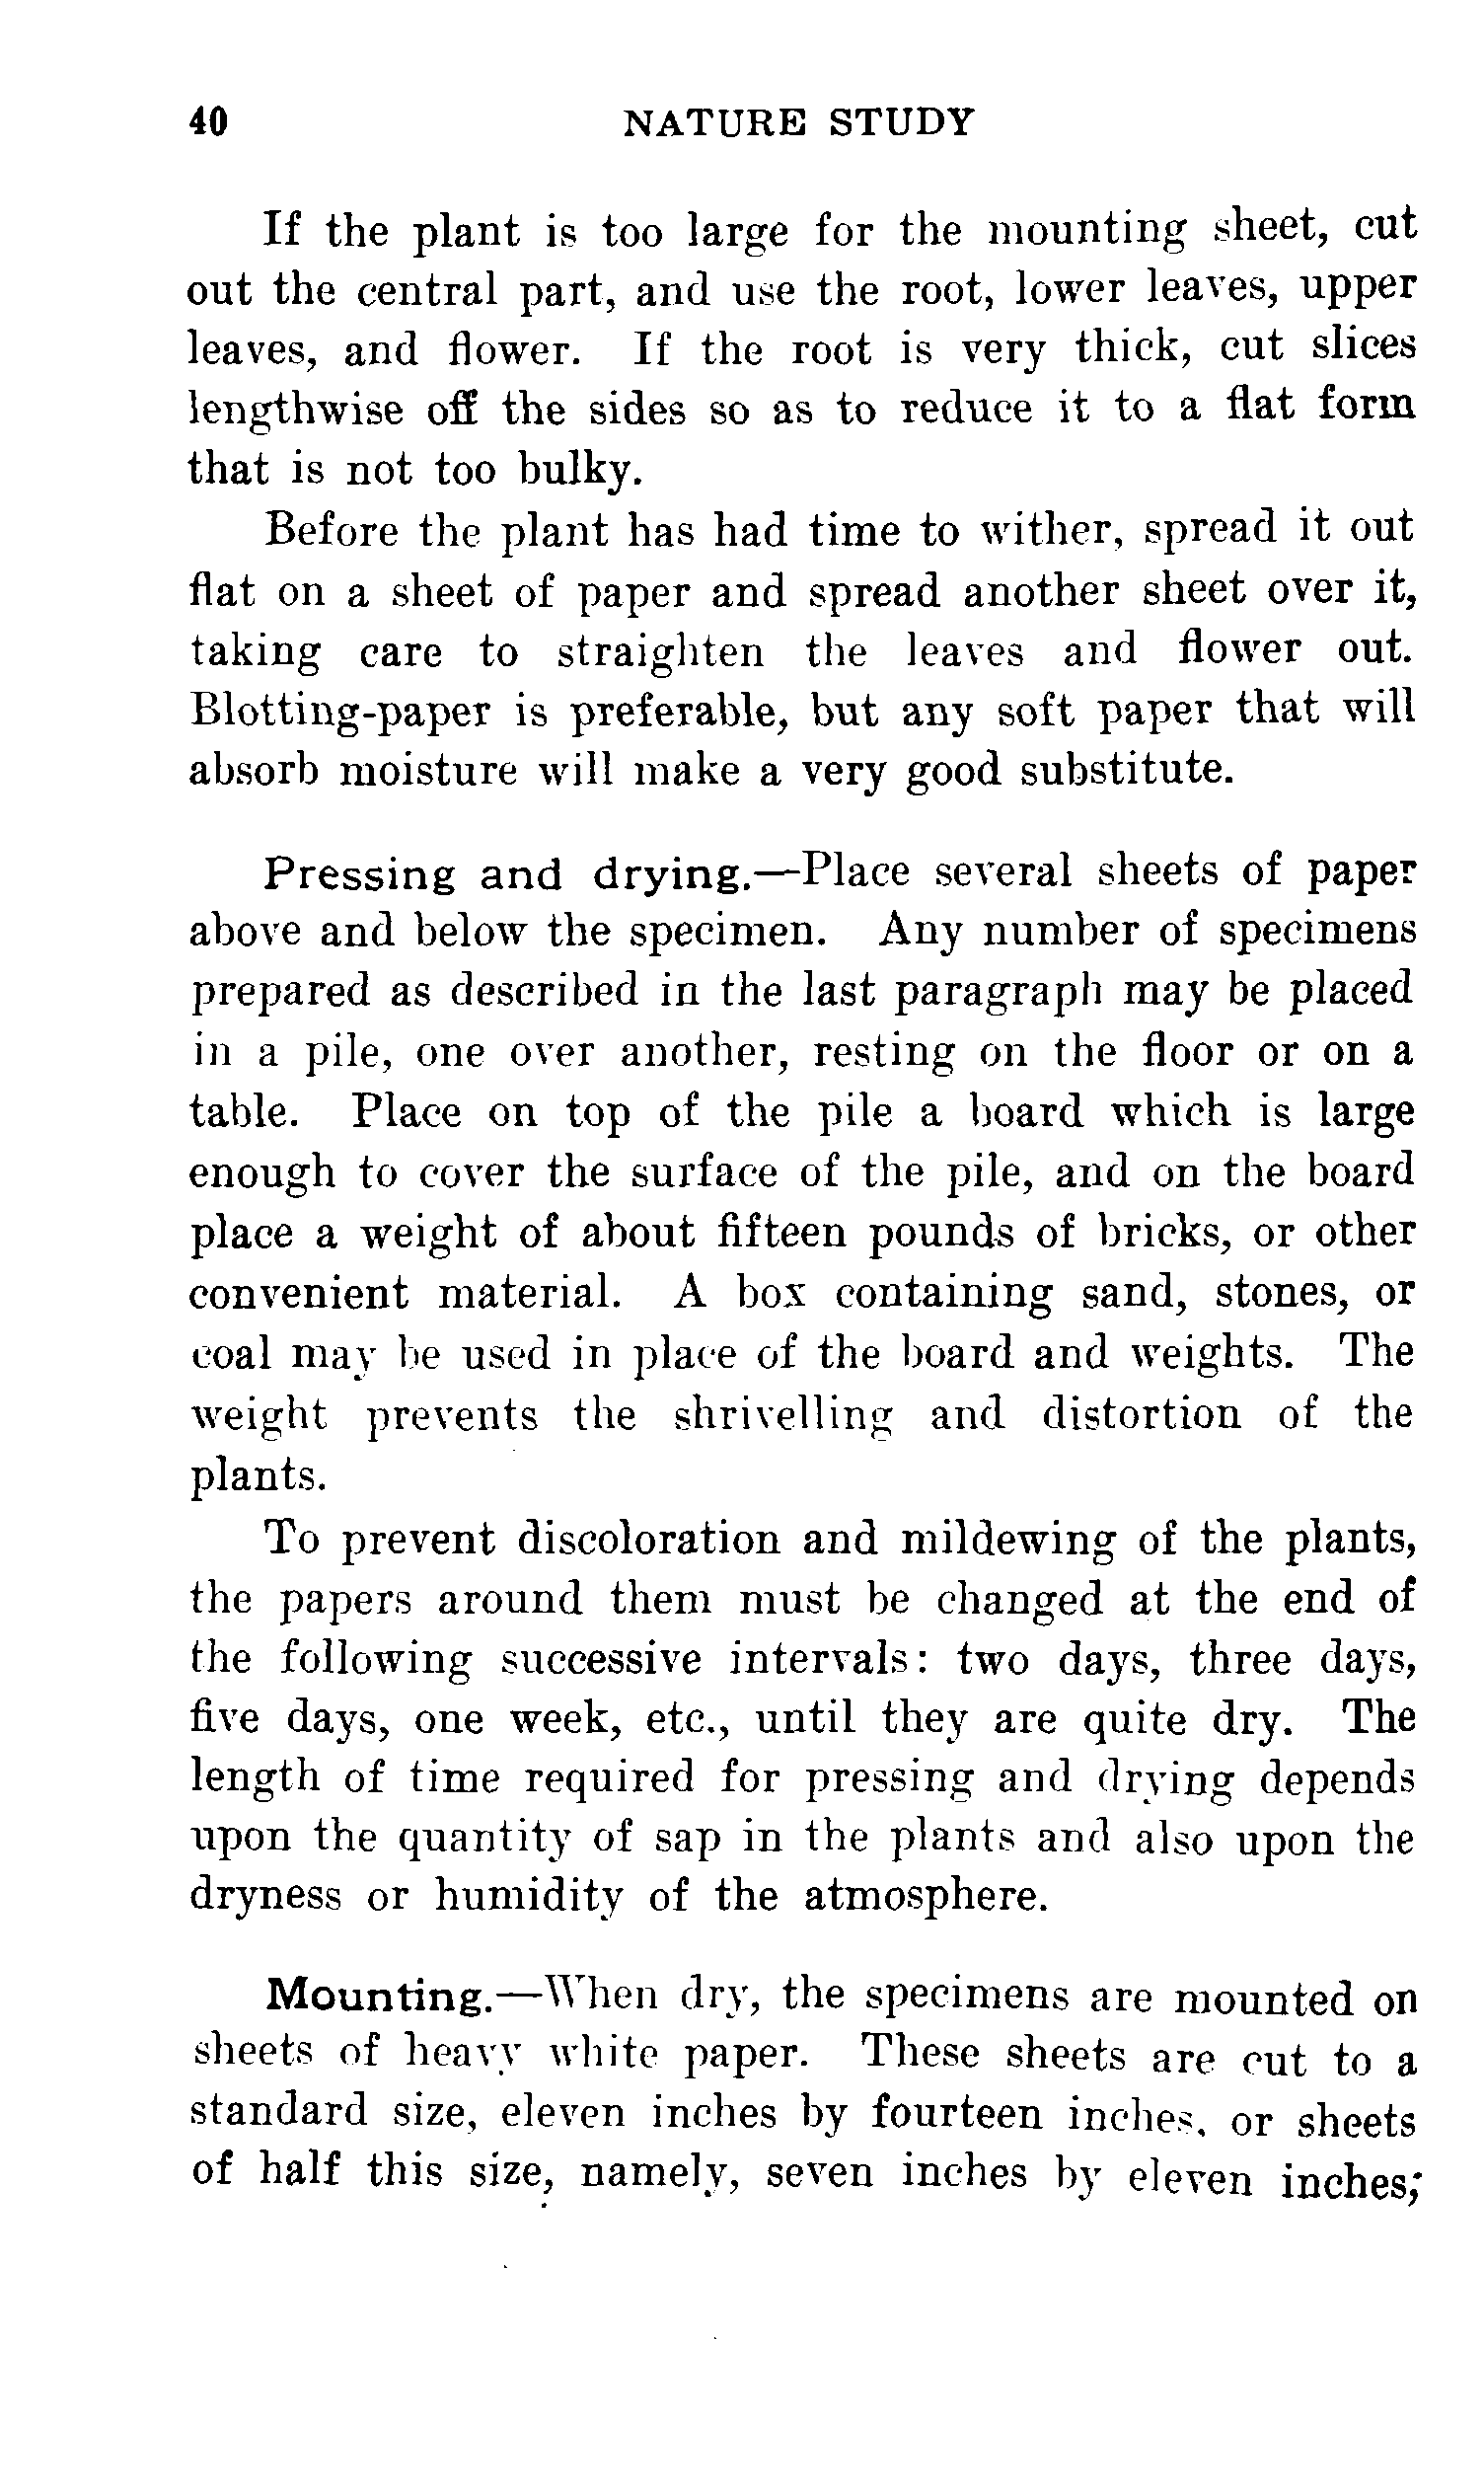 40 NATURE STUDY
If the plant is too large for the mounting sheet, cut
out the central part, and use the root, lower leaves, upper
leaves, and flower. If the root is very thick, cut slices
lengthwise off the sides so as to reduce it to a flat form
that is not too bulky.
Before the plant has had time to wither, spread it out
flat on a sheet of paper and spread another sheet over it,
taking care to straighten the leaves and flower out.
Blotting-paper is preferable, but any soft paper that will
absorb moisture will make a very good substitute.
Pressing and drying.—Place several sheets of paper
above and below the specimen. Any number of specimens
prepared as described in the last paragraph may be placed
in a pile, one over another, resting on the floor or on a
table. Place on top of the pile a board which is large
enough to cover the surface of the pile, and on the board
place a weight of about fifteen pounds of bricks, or other
convenient material. A box containing sand, stones, or
coal may be used in place of the board and weights. The
weight prevents the shrivelling and distortion of the
plants.
To prevent discoloration and mildewing of the plants,
the papers around them must be changed at the end of
the following successive intervals: two days, three days,
five days, one week, etc., until they are quite dry. The
length of time required for pressing and drying depends
upon the quantity of sap in the plants and also upon the
dryness or humidity of the atmosphere.
Mounting.—When dry, the specimens are mounted on
sheets of heavy white paper. These sheets are cut to a
standard size, eleven inches by fourteen inches, or sheets
of half this size, namely, seven inches by eleven inches;